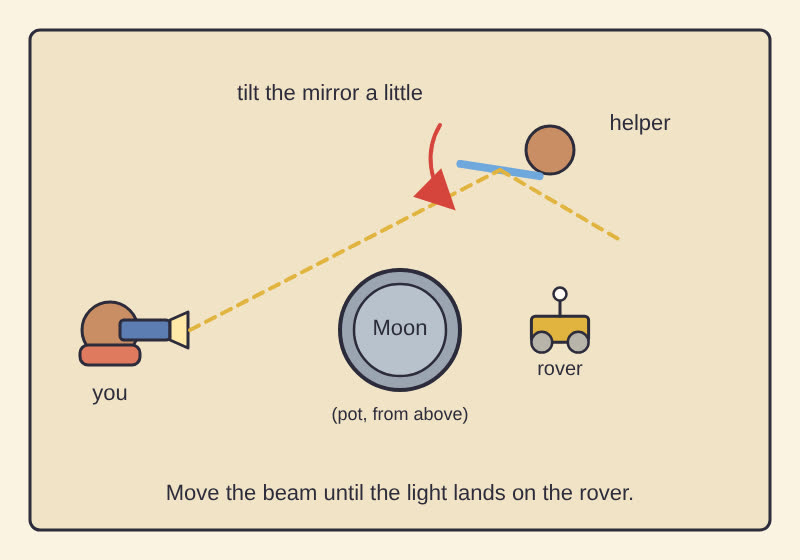 tilt the mirror a little
helper
Moon
rover
you
(pot, from above)
Move the beam until the light lands on the rover.